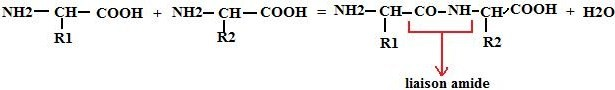 NH2—CH—COOH + NH2—CH—COOH = NH2—CH—CO—NH—CH—COOH + H2O
R1 R2 R1 R2
liaison amide